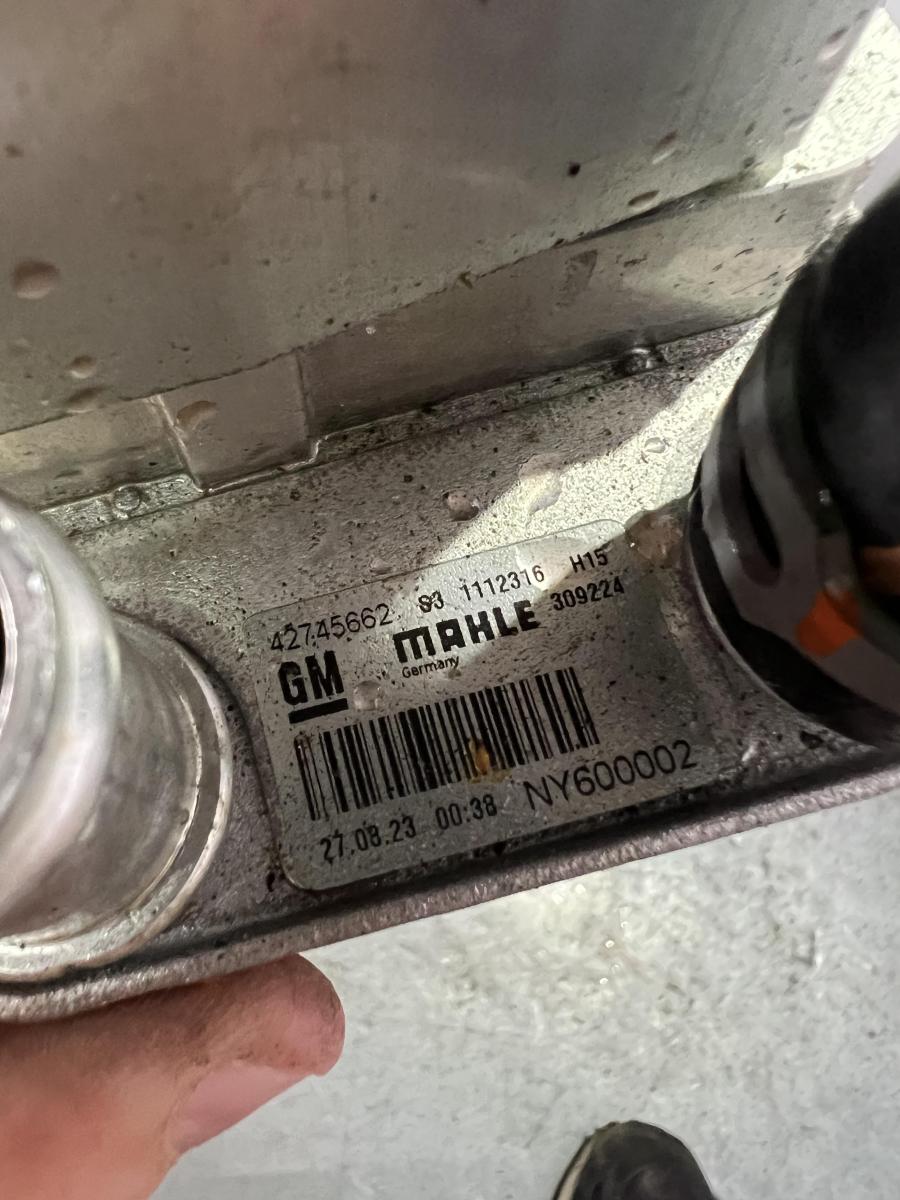 42745662 S3 1112316 H15
GM MAHLE 309224
Germany
27.08.23 00:38 NY600002